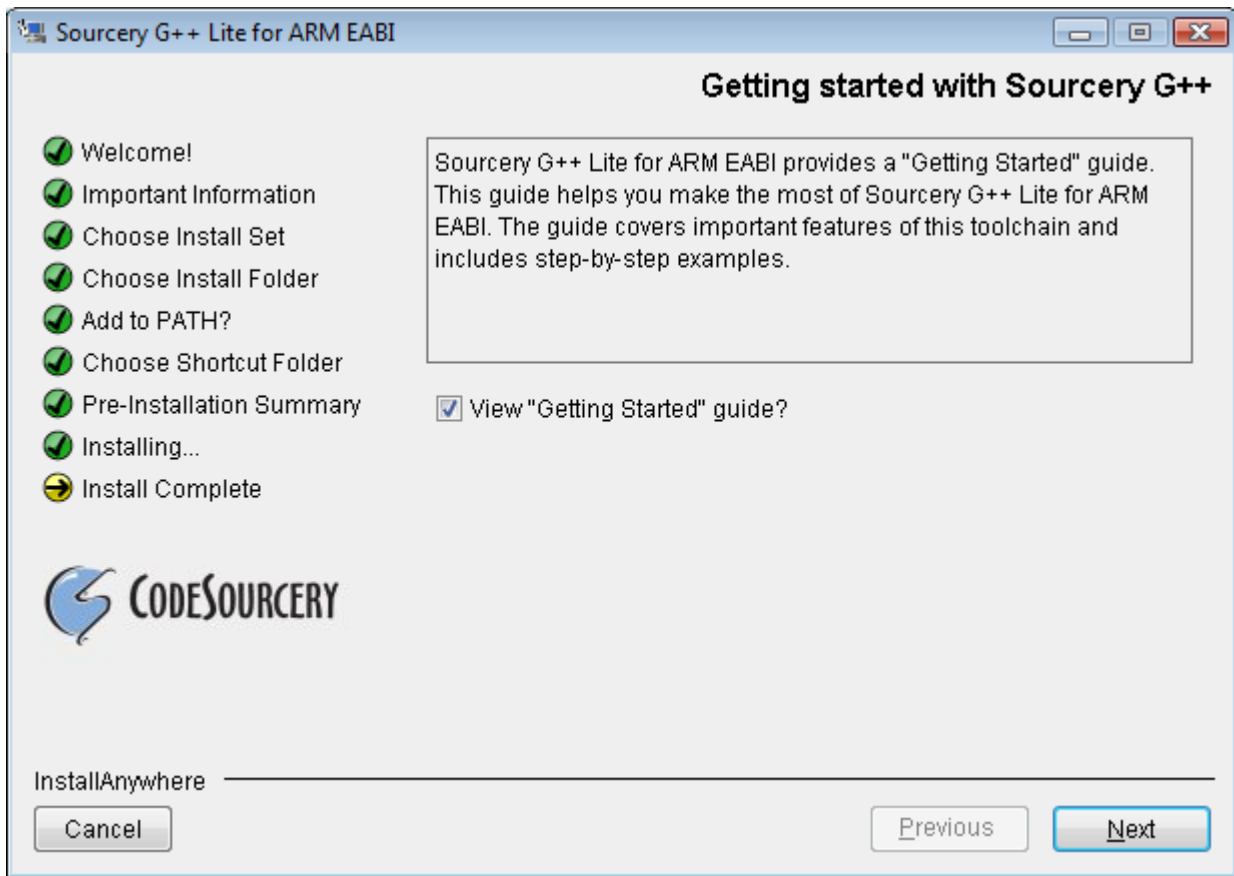 Sourcery G++ Lite for ARM EABI
Getting started with Sourcery G++
Welcome!
Important Information
Choose Install Set
Choose Install Folder
Add to PATH?
Choose Shortcut Folder
Pre-Installation Summary
Installing...
Install Complete
Sourcery G++ Lite for ARM EABI provides a "Getting Started" guide.
This guide helps you make the most of Sourcery G++ Lite for ARM
EABI. The guide covers important features of this toolchain and
includes step-by-step examples.
View "Getting Started" guide?
CODESOURCERY
InstallAnywhere
Cancel
Previous
Next